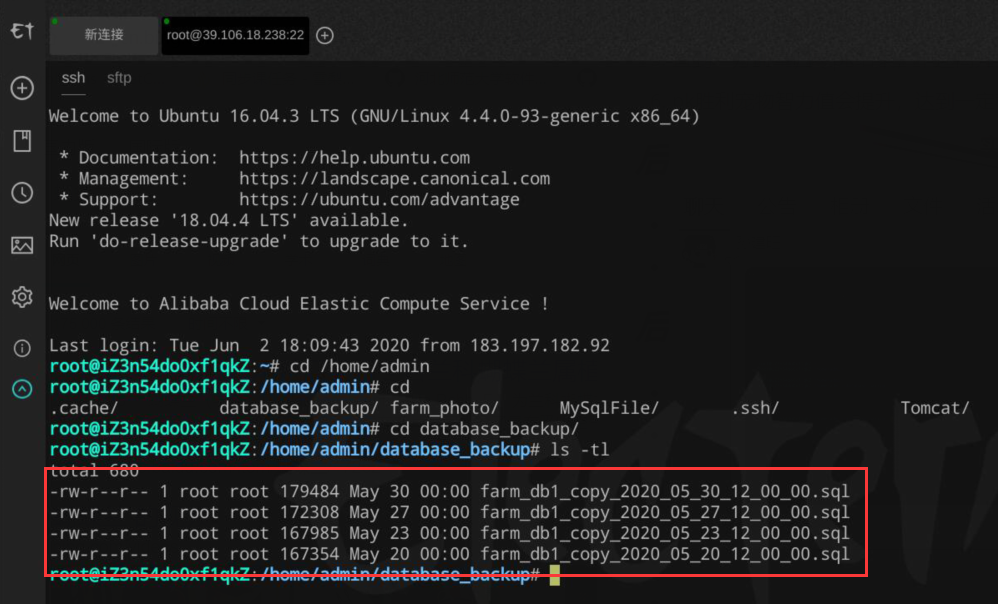 新连接
root@39.106.18.238:22
ssh sftp
Welcome to Ubuntu 16.04.3 LTS (GNU/Linux 4.4.0-93-generic x86_64)
* Documentation: https://help.ubuntu.com
* Management: https://landscape.canonical.com
* Support: https://ubuntu.com/advantage
New release '18.04.4 LTS' available.
Run 'do-release-upgrade' to upgrade to it.
Welcome to Alibaba Cloud Elastic Compute Service !
Last login: Tue Jun 2 18:09:43 2020 from 183.197.182.92
root@iZ3n54do0xf1qkZ:~# cd /home/admin
root@iZ3n54do0xf1qkZ:/home/admin# cd
.cache/ database_backup/ farm_photo/ MySqlFile/ .ssh/ Tomcat/
root@iZ3n54do0xf1qkZ:/home/admin# cd database_backup/
root@iZ3n54do0xf1qkZ:/home/admin/database_backup# ls -tl
total 680
-rw-r--r-- 1 root root 179484 May 30 00:00 farm_db1_copy_2020_05_30_12_00_00.sql
-rw-r--r-- 1 root root 172308 May 27 00:00 farm_db1_copy_2020_05_27_12_00_00.sql
-rw-r--r-- 1 root root 167985 May 23 00:00 farm_db1_copy_2020_05_23_12_00_00.sql
-rw-r--r-- 1 root root 167354 May 20 00:00 farm_db1_copy_2020_05_20_12_00_00.sql
root@iZ3n54do0xf1qkZ:/home/admin/database_backup#